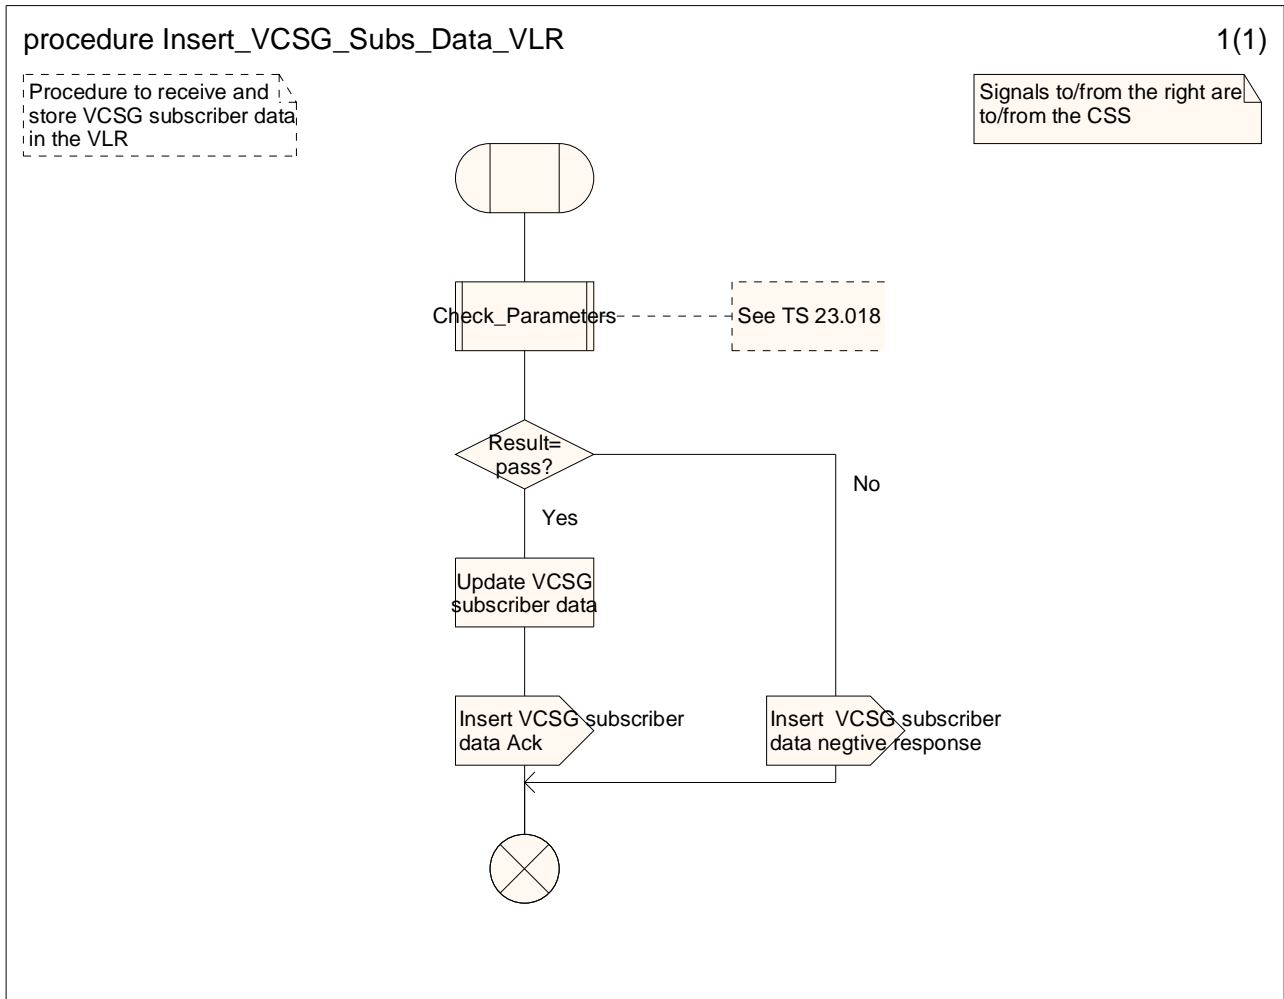 procedure Insert_VCSG_Subs_Data_VLR
1(1)
Procedure to receive and
store VCSG subscriber data
in the VLR
Signals to/from the right are
to/from the CSS
Check_Parameters
See TS 23.018
Result=
pass?
No
Yes
Update VCSG
subscriber data
Insert VCSG subscriber
data Ack
Insert  VCSG subscriber
data negtive response